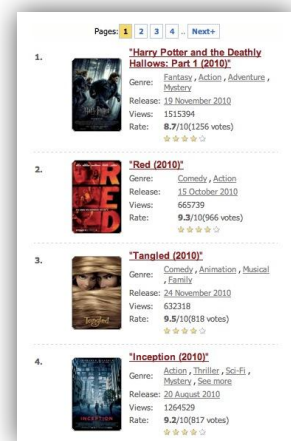 Pages: 1 2 3 4 .. Next+
1.
"Harry Potter and the Deathly
Hallows: Part 1 (2010)"
Genre: Fantasy , Action , Adventure ,
Mystery
Release: 19 November 2010
Views: 1515394
Rate: 8.7/10(1256 votes)
2.
RED
"Red (2010)"
Genre: Comedy , Action
Release: 15 October 2010
Views: 665739
Rate: 9.3/10(966 votes)
3.
Tangled
"Tangled (2010)"
Genre: Comedy , Animation , Musical
, Family
Release: 24 November 2010
Views: 632318
Rate: 9.5/10(818 votes)
4.
INCEPTION
"Inception (2010)"
Genre: Action , Thriller , Sci-Fi ,
Mystery , See more
Release: 20 August 2010
Views: 1264529
Rate: 9.2/10(817 votes)